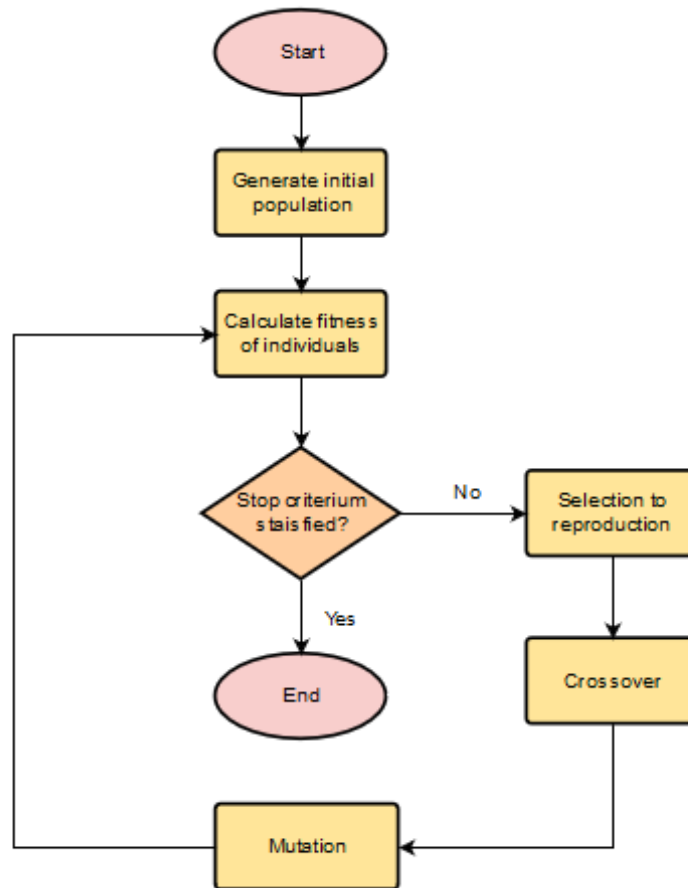 Start
Generate initial
population
Calculate fitness
of individuals
Stop criterium
staisfied?
No
Selection to
reproduction
Yes
End
Crossover
Mutation